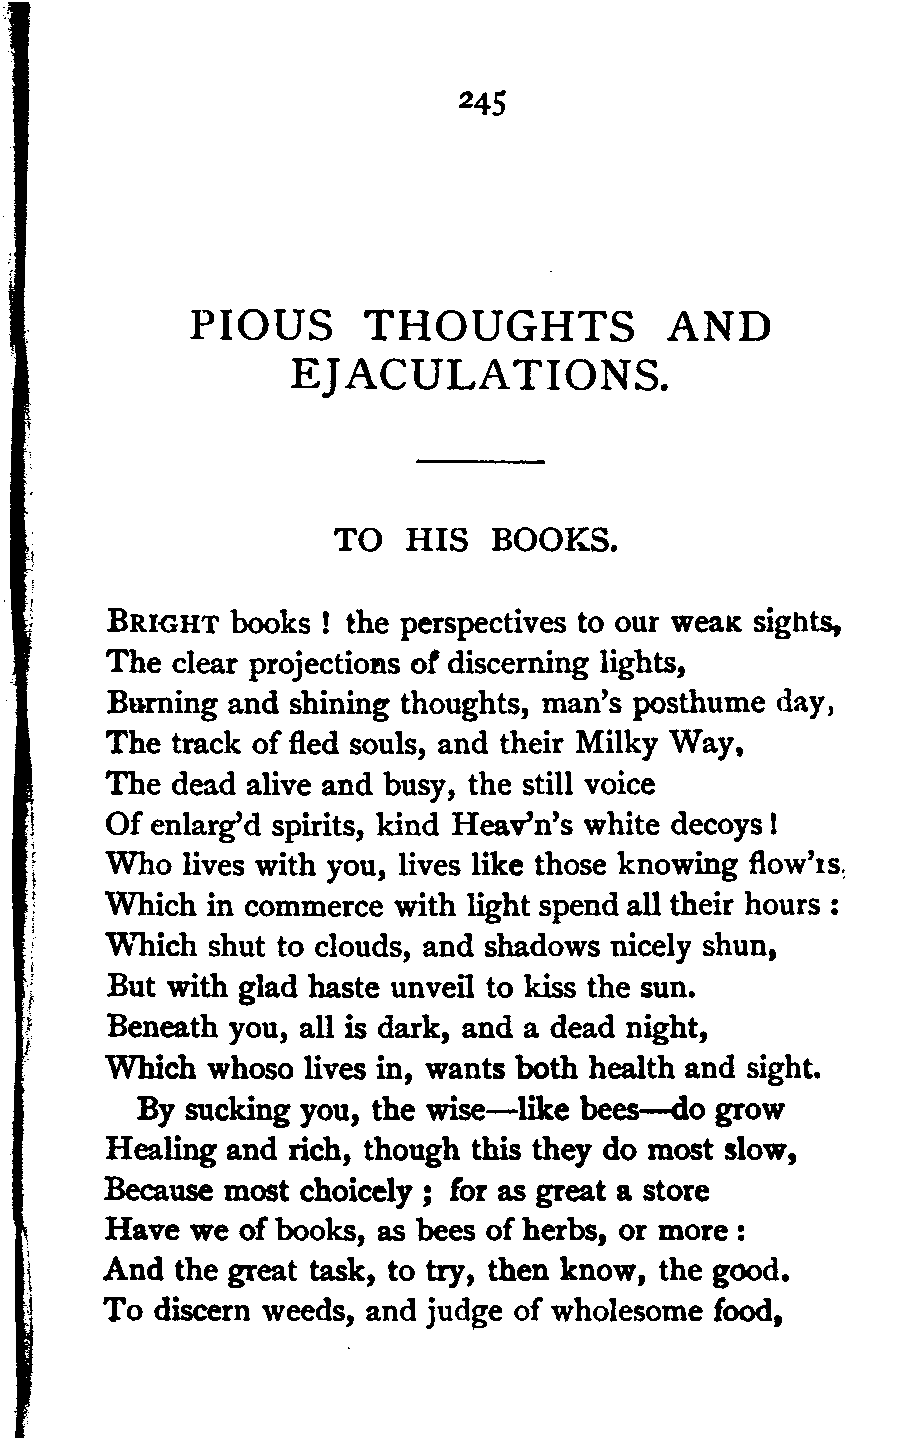 245
PIOUS THOUGHTS AND
EJACULATIONS.
TO HIS BOOKS.
BRIGHT books ! the perspectives to our weak sights,
The clear projections of discerning lights,
Burning and shining thoughts, man's posthume day,
The track of fled souls, and their Milky Way,
The dead alive and busy, the still voice
Of enlarg'd spirits, kind Heav'n's white decoys !
Who lives with you, lives like those knowing flow'rs,
Which in commerce with light spend all their hours :
Which shut to clouds, and shadows nicely shun,
But with glad haste unveil to kiss the sun.
Beneath you, all is dark, and a dead night,
Which whoso lives in, wants both health and sight.
By sucking you, the wise—like bees—do grow
Healing and rich, though this they do most slow,
Because most choicely ; for as great a store
Have we of books, as bees of herbs, or more :
And the great task, to try, then know, the good.
To discern weeds, and judge of wholesome food,